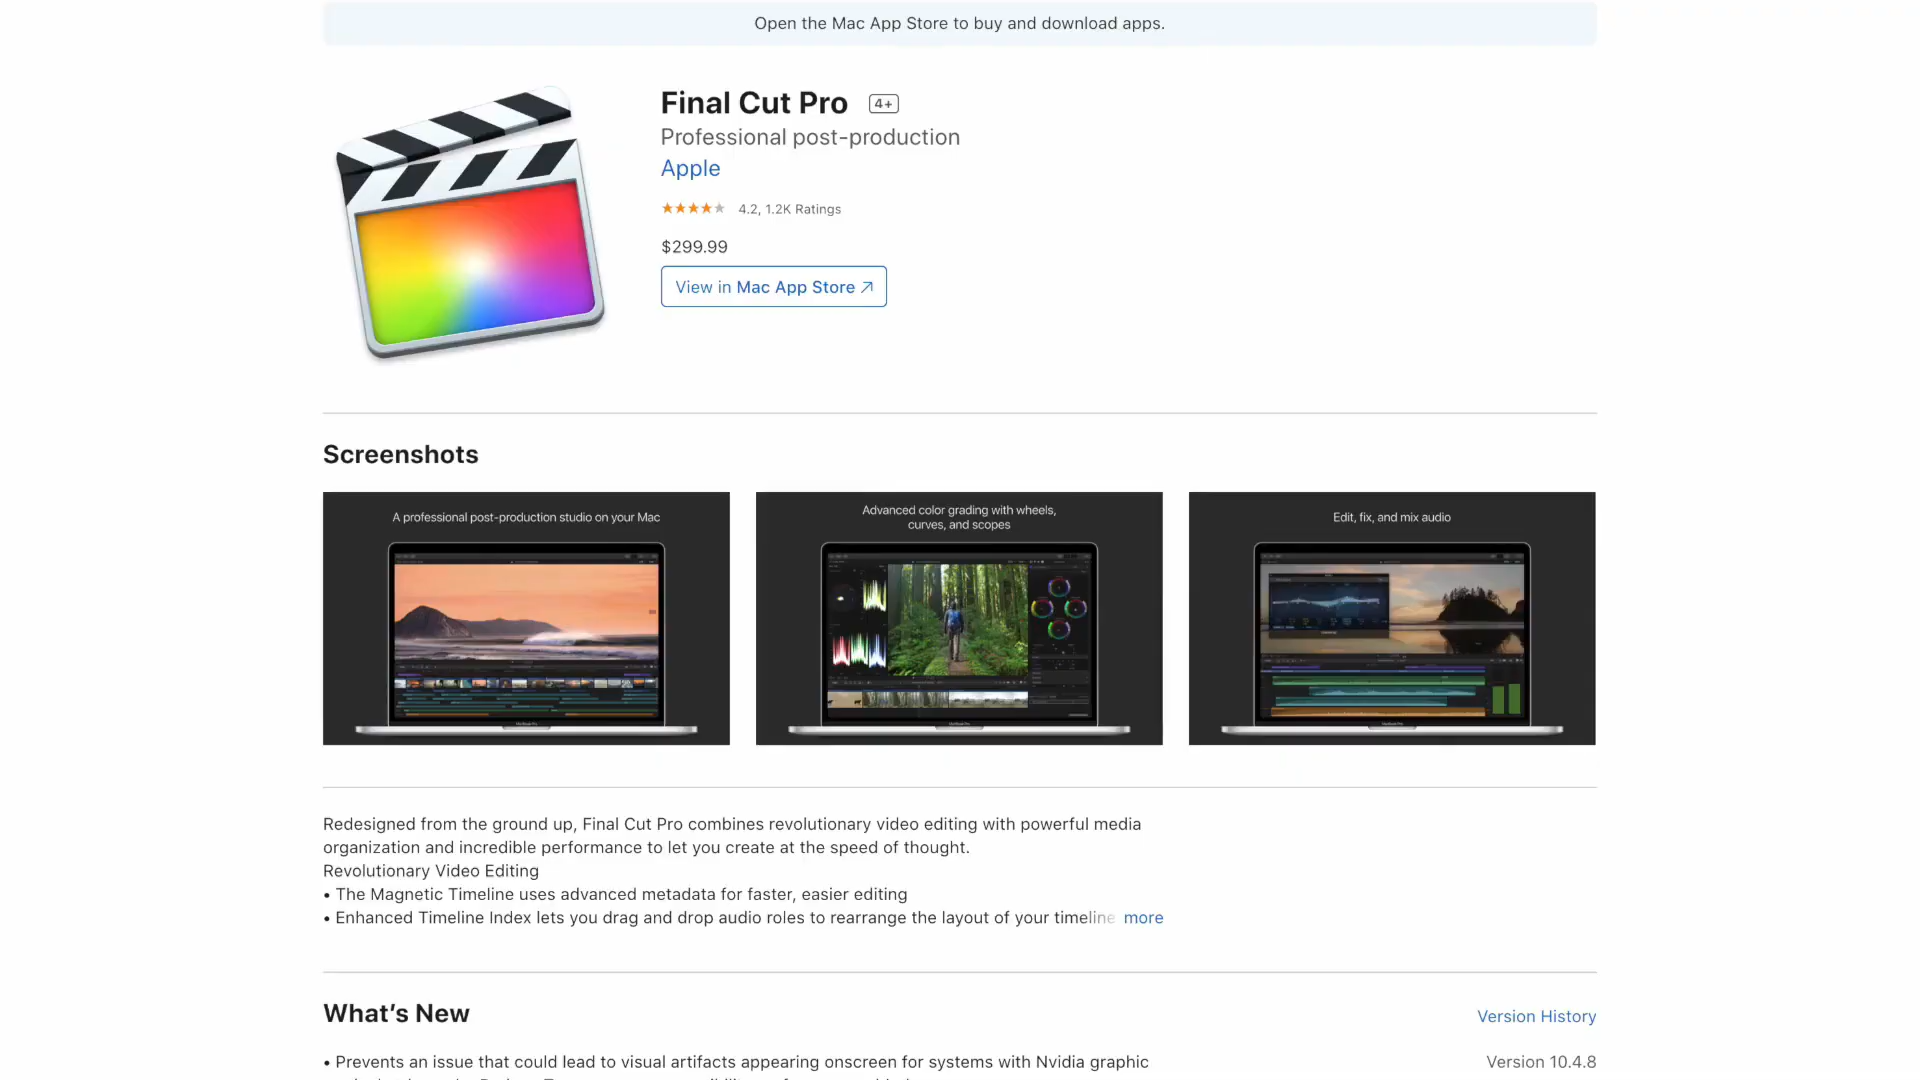 Open the Mac App Store to buy and download apps.
Final Cut Pro 4+
Professional post-production
Apple
4.2, 1.2K Ratings
$299.99
View in Mac App Store
Screenshots
A professional post-production studio on your Mac
Advanced color grading with wheels,
curves, and scopes
Edit, fix, and mix audio
Redesigned from the ground up, Final Cut Pro combines revolutionary video editing with powerful media
organization and incredible performance to let you create at the speed of thought.
Revolutionary Video Editing
• The Magnetic Timeline uses advanced metadata for faster, easier editing
• Enhanced Timeline Index lets you drag and drop audio roles to rearrange the layout of your timeline more
What's New
Version History
• Prevents an issue that could lead to visual artifacts appearing onscreen for systems with Nvidia graphic
Version 10.4.8